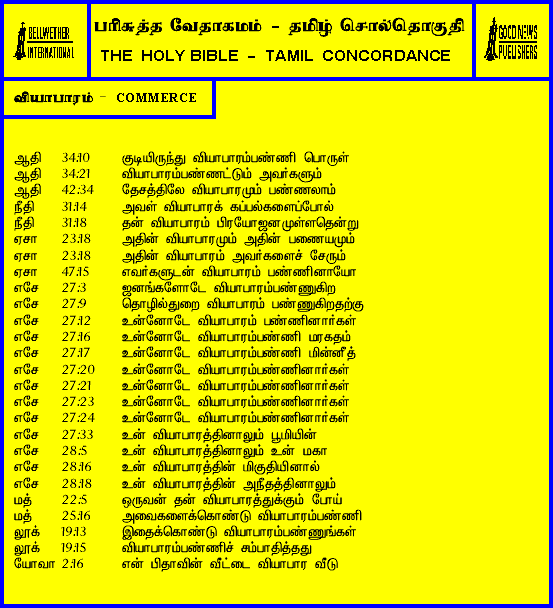 BELLWETHER
INTERNATIONAL
பரிசுத்த வேதாகமம் - தமிழ் சொல்தொகுதி
THE HOLY BIBLE - TAMIL CONCORDANCE
GOOD NEWS
PUBLISHERS
வியாபாரம் - COMMERCE
ஆதி 34:10 குடியிருந்து வியாபாரம்பண்ணி பொருள்
ஆதி 34:21 வியாபாரம்பண்ணட்டும் அவர்களும்
ஆதி 42:34 தேசத்திலே வியாபாரமும் பண்ணலாம்
நீதி 31:14 அவள் வியாபாரக் கப்பல்களைப்போல்
நீதி 31:18 தன் வியாபாரம் பிரயோஜனமுள்ளதென்று
ஏசா 23:18 அதின் வியாபாரமும் அதின் பணையமும்
ஏசா 23:18 அதின் வியாபாரம் அவர்களைச் சேரும்
ஏசா 47:15 எவர்களுடன் வியாபாரம் பண்ணினாயோ
எசே 27:3 ஜனங்களோடே வியாபாரம்பண்ணுகிற
எசே 27:9 தொழில்துறை வியாபாரம் பண்ணுகிறதற்கு
எசே 27:12 உன்னோடே வியாபாரம் பண்ணினார்கள்
எசே 27:16 உன்னோடே வியாபாரம்பண்ணி மரகதம்
எசே 27:17 உன்னோடே வியாபாரம்பண்ணி மின்னீத்
எசே 27:20 உன்னோடே வியாபாரம்பண்ணினார்கள்
எசே 27:21 உன்னோடே வியாபாரம்பண்ணினார்கள்
எசே 27:23 உன்னோடே வியாபாரம்பண்ணினார்கள்
எசே 27:24 உன்னோடே வியாபாரம்பண்ணினார்கள்
எசே 27:33 உன் வியாபாரத்தினாலும் பூமியின்
எசே 28:5 உன் வியாபாரத்தினாலும் உன் மகா
எசே 28:16 உன் வியாபாரத்தின் மிகுதியினால்
எசே 28:18 உன் வியாபாரத்தின் அநீதத்தினாலும்
மத் 22:5 ஒருவன் தன் வியாபாரத்துக்கும் போய்
மத் 25:16 அவைகளைக்கொண்டு வியாபாரம்பண்ணி
லூக் 19:13 இதைக்கொண்டு வியாபாரம்பண்ணுங்கள்
லூக் 19:15 வியாபாரம்பண்ணிச் சம்பாதித்தது
யோவா 2:16 என் பிதாவின் வீட்டை வியாபார வீடு